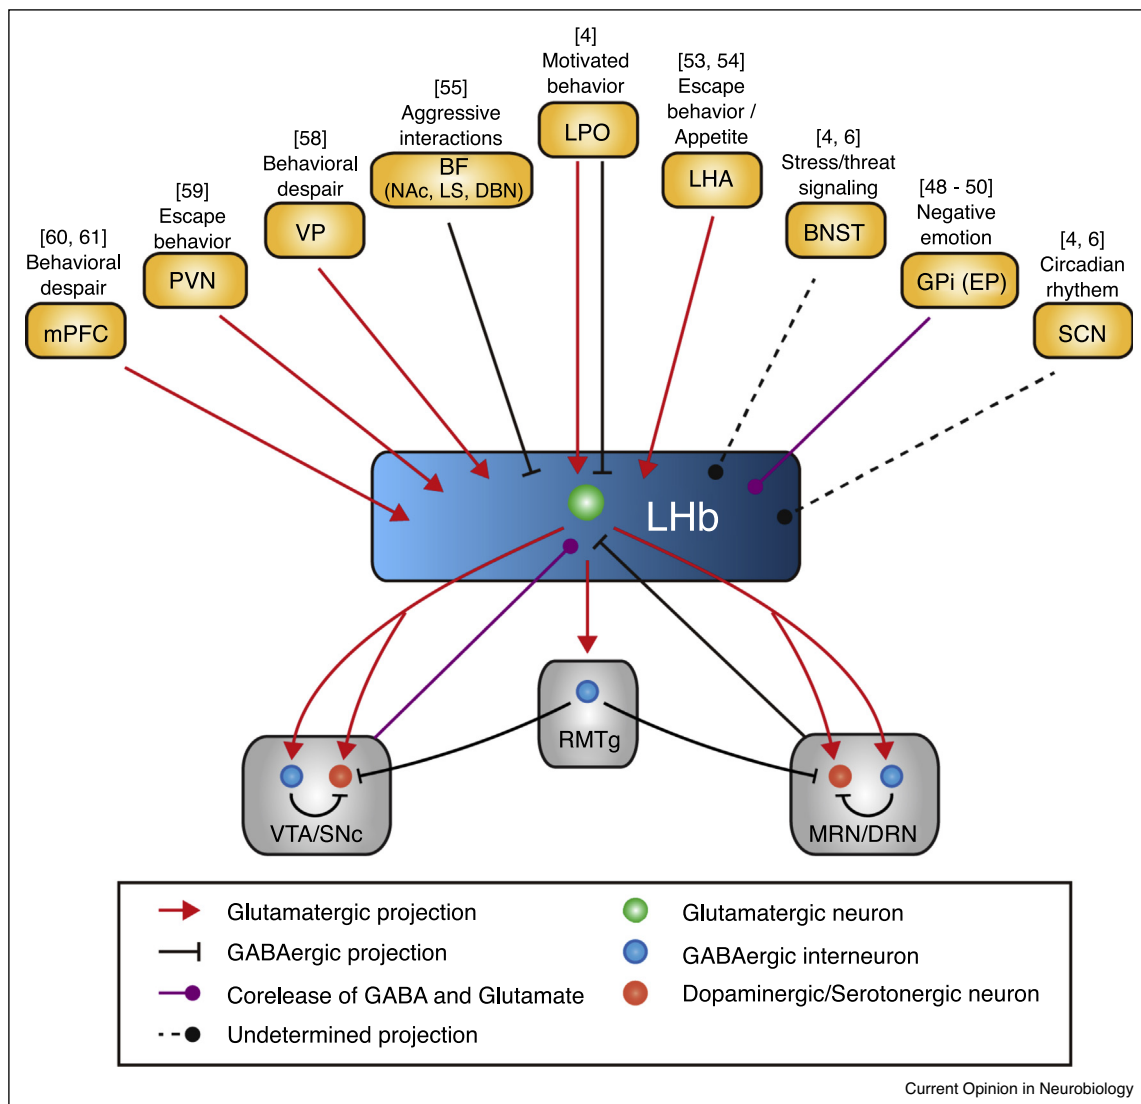 [60, 61]
Behavioral
despair
mPFC
[59]
Escape
behavior
PVN
[58]
Behavioral
despair
VP
[55]
Aggressive
interactions
BF
(NAc, LS, DBN)
[4]
Motivated
behavior
LPO
[53, 54]
Escape
behavior /
Appetite
LHA
[4, 6]
Stress/threat
signaling
BNST
[48 - 50]
Negative
emotion
GPi (EP)
[4, 6]
Circadian
rhythem
SCN
LHb
RMTg
VTA/SNc
MRN/DRN
Glutamatergic projection
GABAergic projection
Corelease of GABA and Glutamate
Undetermined projection
Glutamatergic neuron
GABAergic interneuron
Dopaminergic/Serotonergic neuron
Current Opinion in Neurobiology